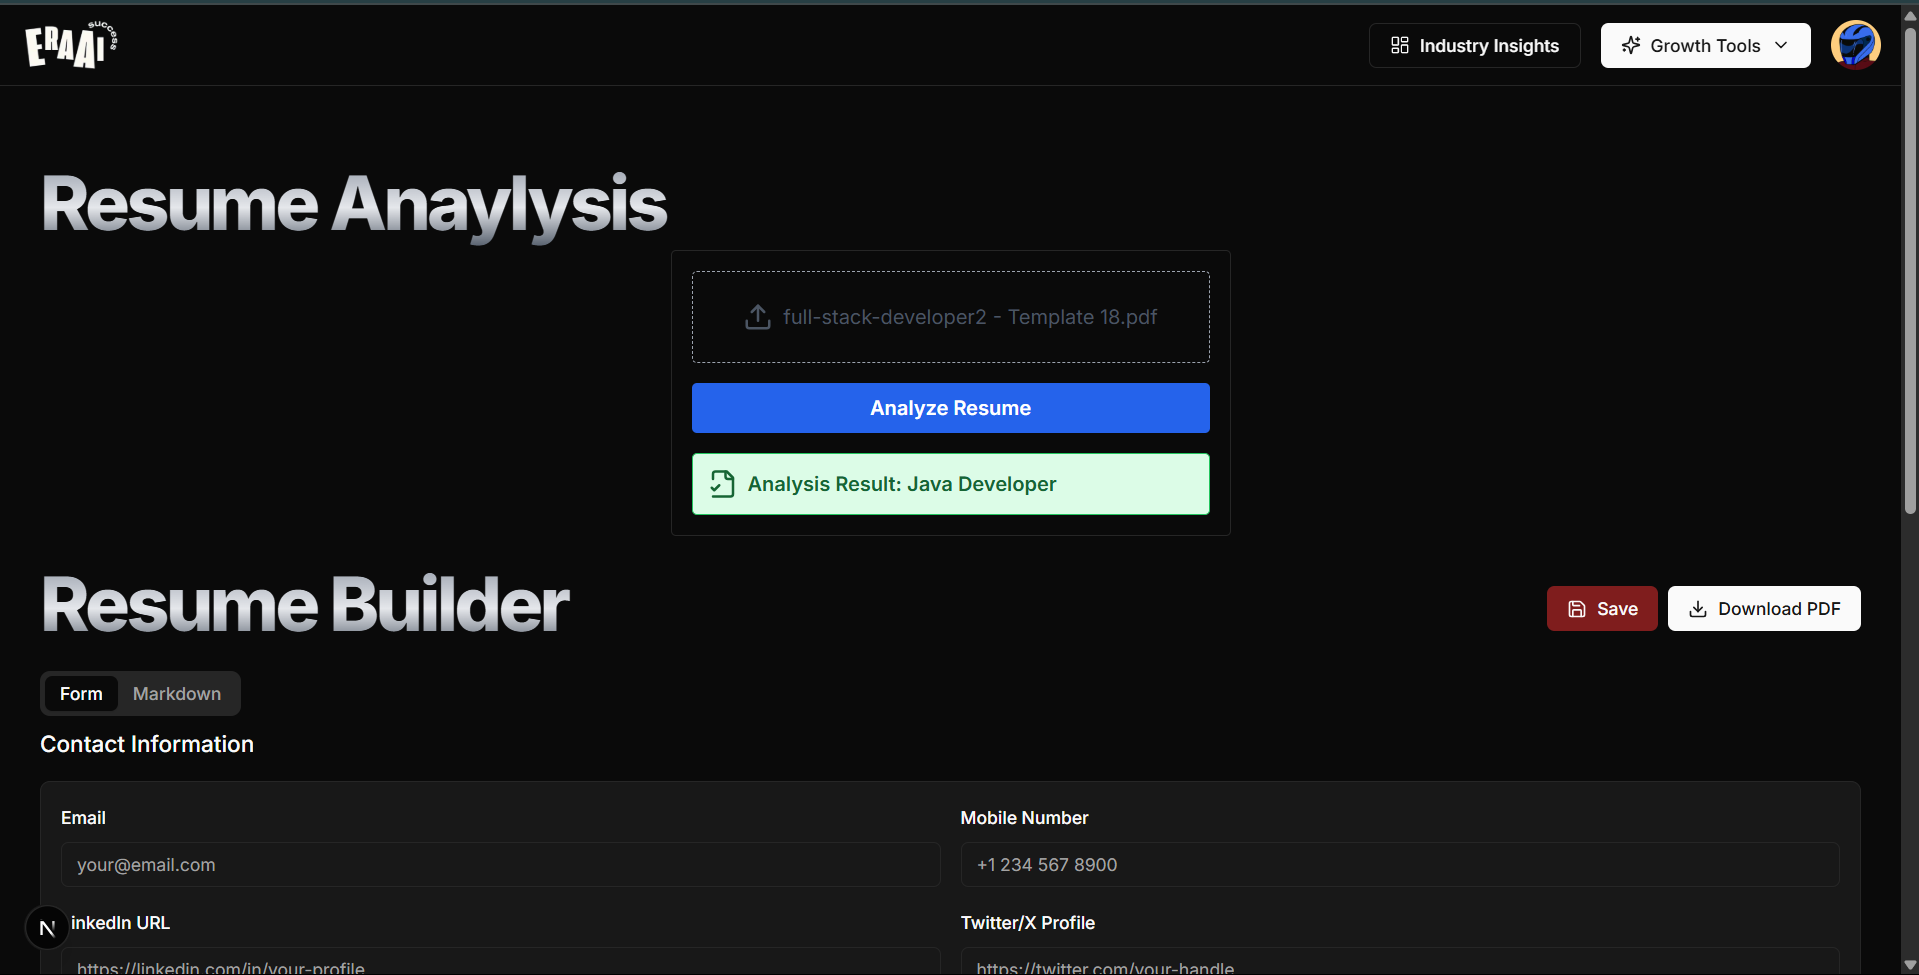 ERAAI success
Industry Insights
Growth Tools
Resume Anaylysis
full-stack-developer2 - Template 18.pdf
Analyze Resume
Analysis Result: Java Developer
Resume Builder
Save
Download PDF
Form Markdown
Contact Information
Email
Mobile Number
your@email.com
+1 234 567 8900
N
inkedIn URL
Twitter/X Profile
https://linkedin.com/in/your-profile
https://twitter.com/your-handle